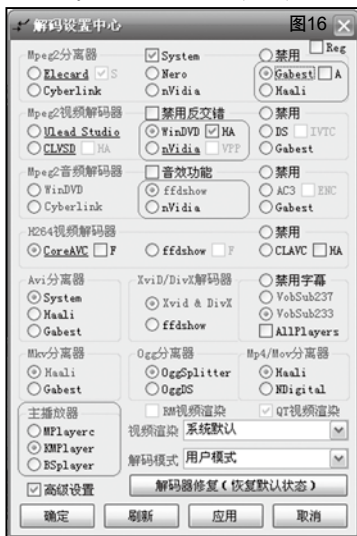 解码设置中心 图16
Mpeg2分离器 System 禁用 Reg
Elecard S Nero Gabest A
Cyberlink nVidia Haali
Mpeg2视频解码器 禁用反交错 禁用
Ulead Studio WinDVD HA DS IVTC
CLVSD HA nVidia VPP Gabest
Mpeg2音频解码器 音效功能 禁用
WinDVD ffdshow AC3 ENC
Cyberlink nVidia Gabest
H264视频解码器 禁用
CoreAVC F ffdshow F CLAVC HA
Avi分离器 XviD/DivX解码器 禁用字幕
System Xvid & DivX VobSub237
Haali ffdshow VobSub233
Gabest AllPlayers
Mkv分离器 Ogg分离器 Mp4/Mov分离器
Haali OggSplitter Haali
Gabest OggDS NDigital
主播放器 RM视频渲染 QT视频渲染
MPlayerc 视频渲染 系统默认
KMPlayer 解码模式 用户模式
BSplayer
高级设置 解码器修复(恢复默认状态)
确定 刷新 应用 取消